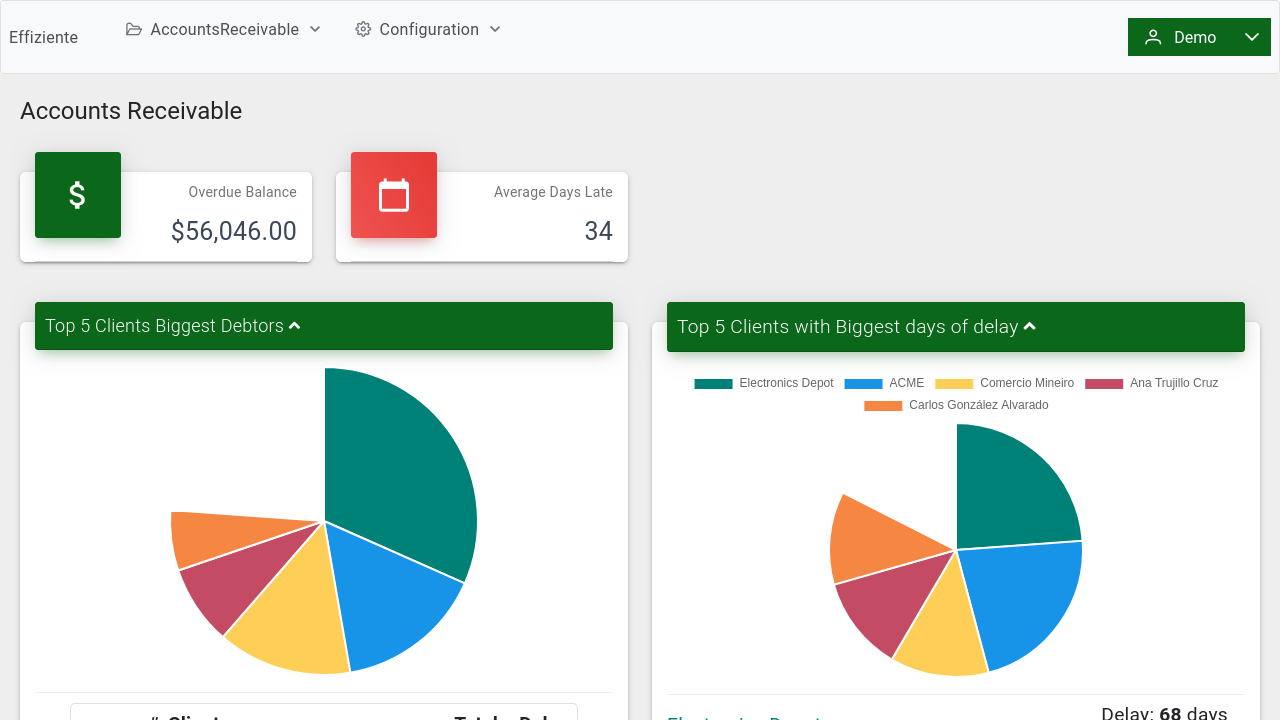 Effiziente
AccountsReceivable
Configuration
Demo
Accounts Receivable
Overdue Balance
$56,046.00
Average Days Late
34
Top 5 Clients Biggest Debtors
Top 5 Clients with Biggest days of delay
Electronics Depot ACME Comercio Mineiro Ana Trujillo Cruz
Carlos González Alvarado
Delay: 68 days